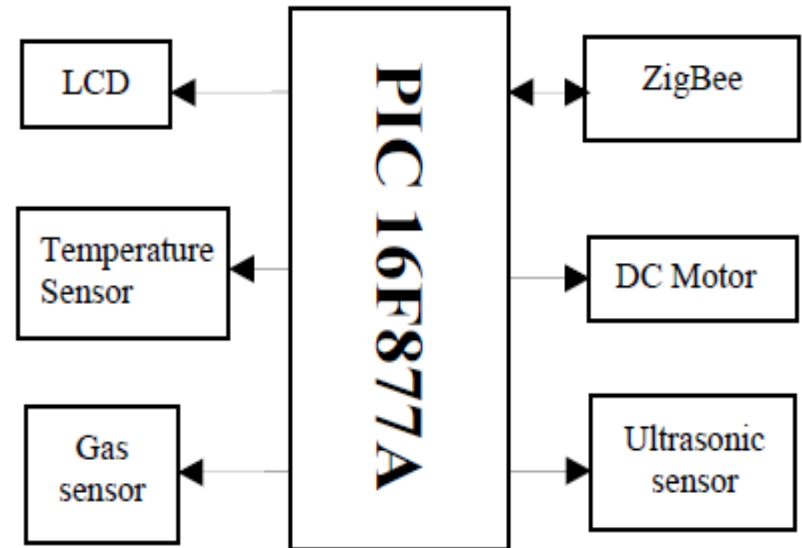 LCD
PIC 16F877A
ZigBee
Temperature
Sensor
DC Motor
Gas
sensor
Ultrasonic
sensor